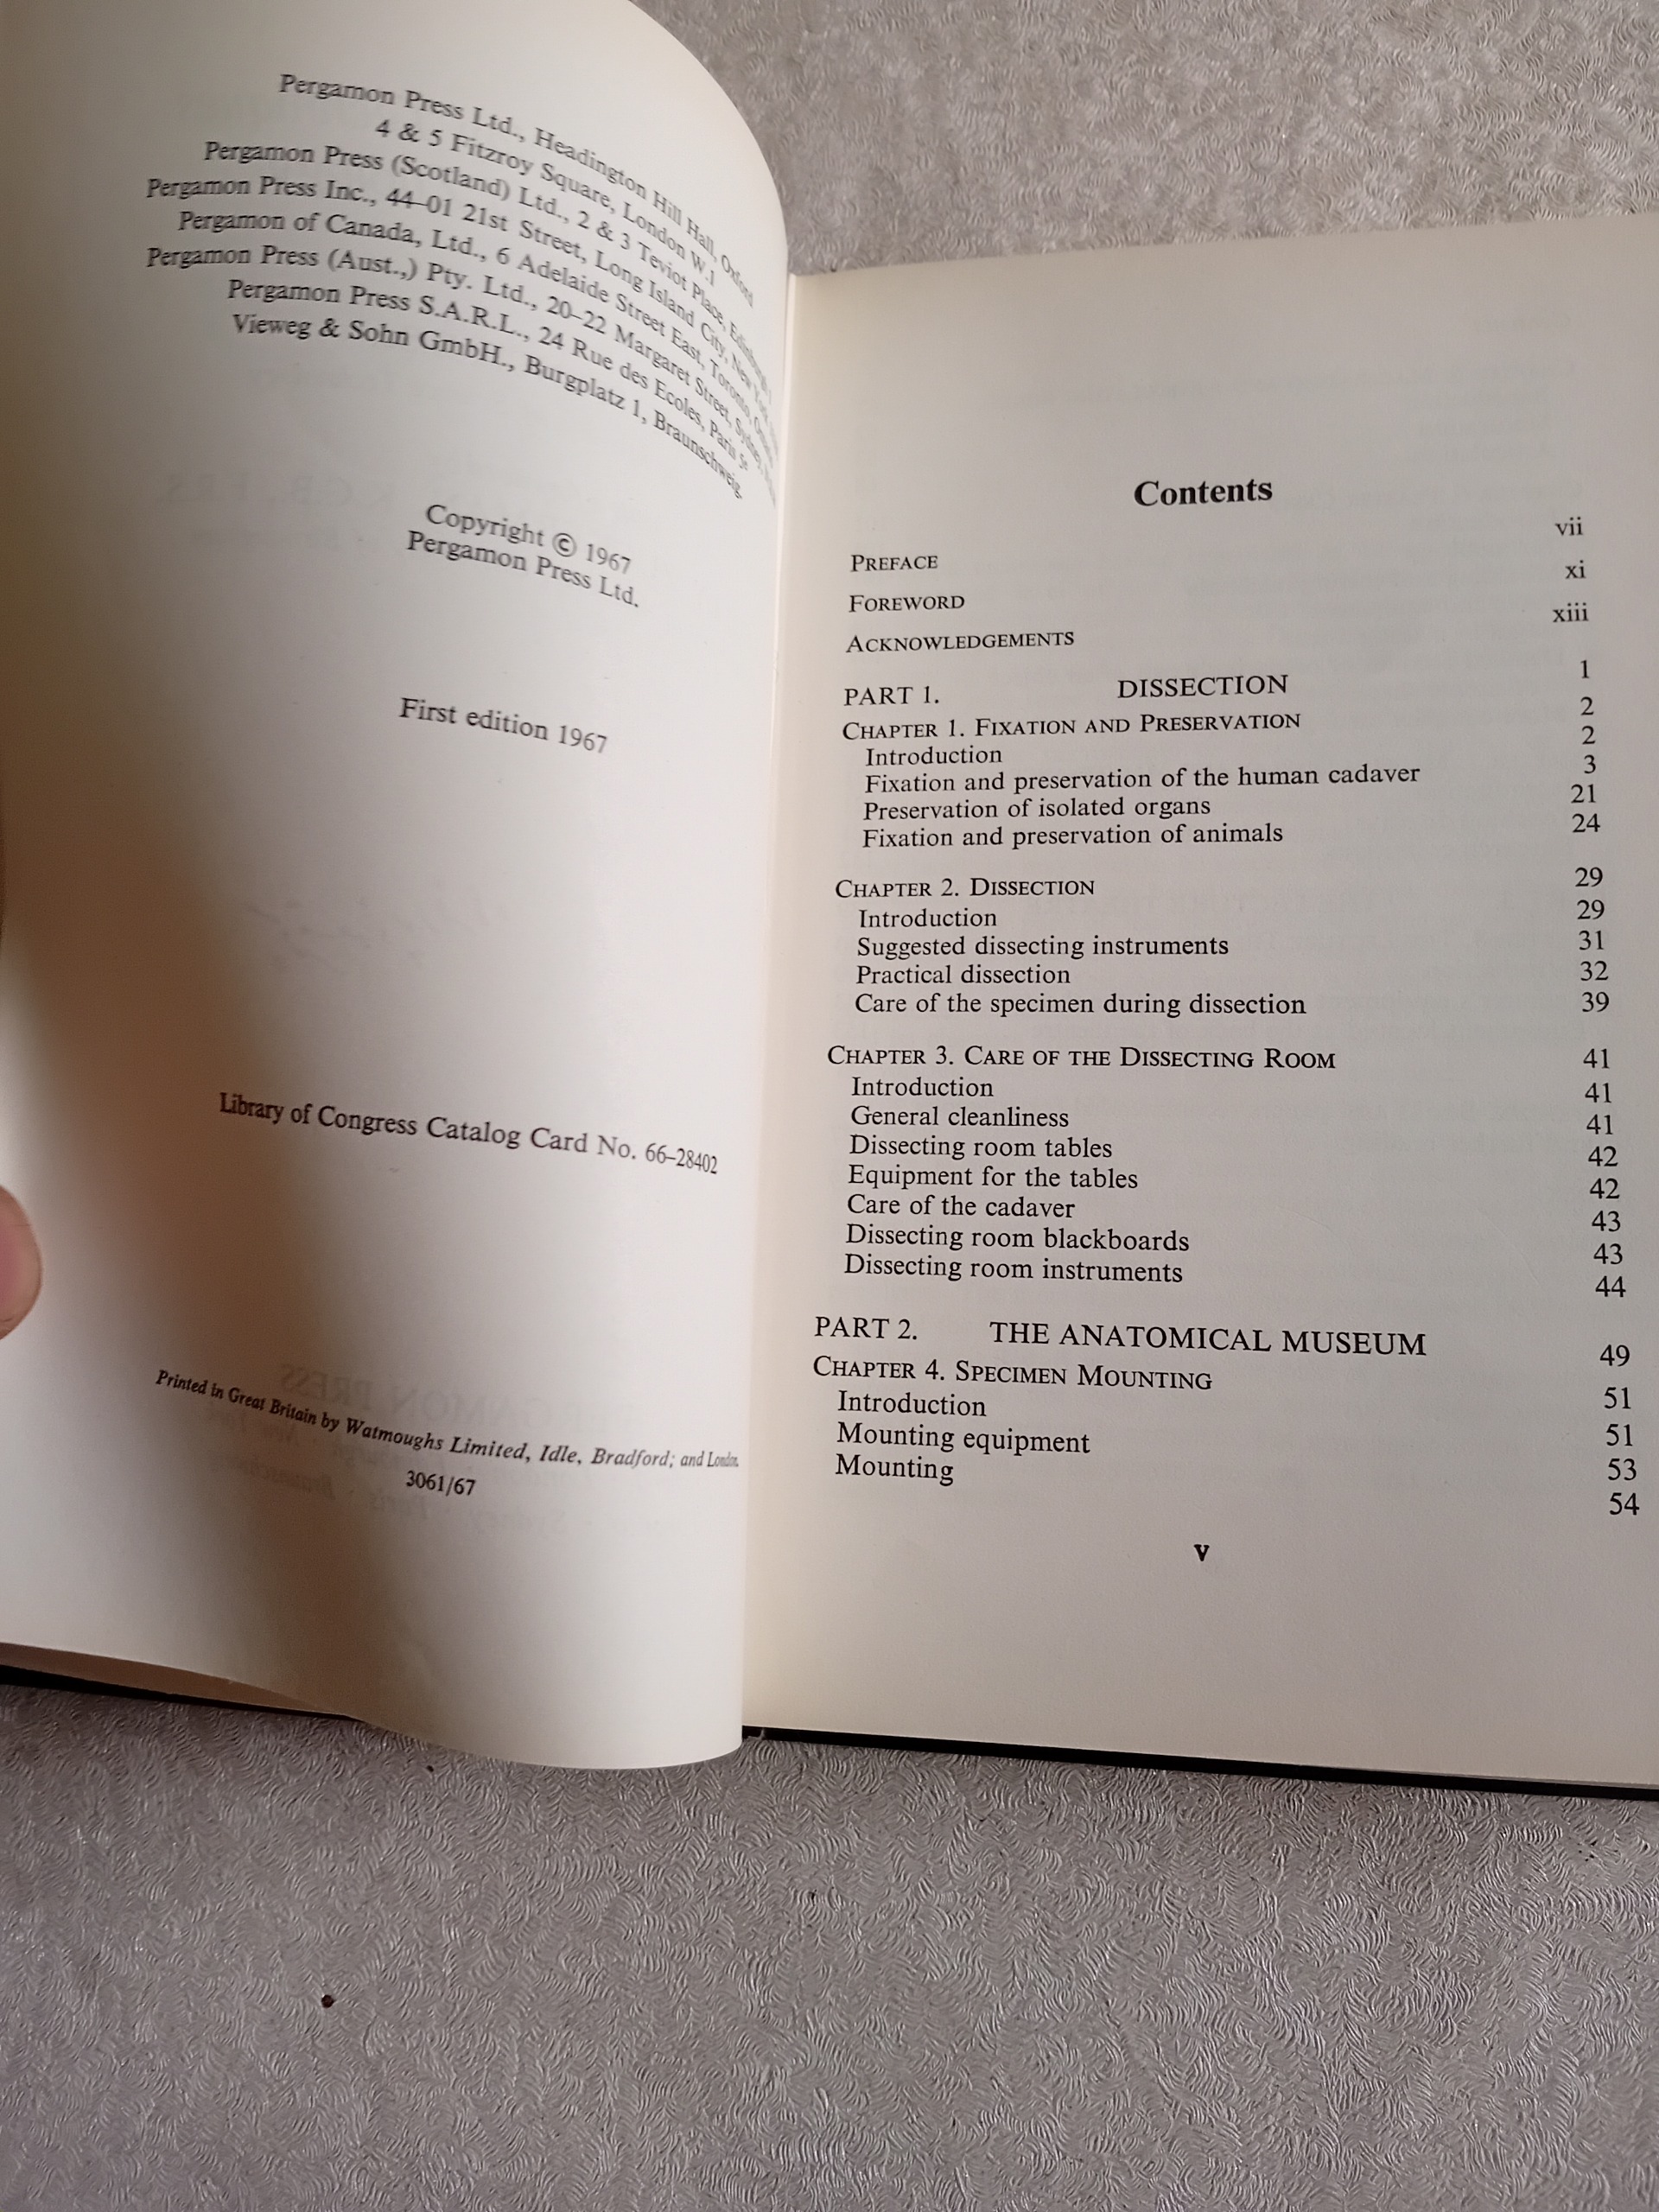 Pergamon Press Ltd., Headington Hill Hall, Oxford
4 & 5 Fitzroy Square, London W.1
Pergamon Press (Scotland) Ltd., 2 & 3 Teviot Place, Edinburgh 1
Pergamon Press Inc., 44–01 21st Street, Long Island City, New York
Pergamon of Canada, Ltd., 6 Adelaide Street East, Toronto, Ontario
Pergamon Press (Aust.,) Pty. Ltd., 20–22 Margaret Street, Sydney,
Pergamon Press S.A.R.L., 24 Rue des Ecoles, Paris 5e
Vieweg & Sohn GmbH., Burgplatz 1, Braunschweig.
Copyright © 1967
Pergamon Press Ltd.
First edition 1967
Library of Congress Catalog Card No. 66–28402
Printed in Great Britain by Watmoughs Limited, Idle, Bradford; and London.
3061/67
Contents
PREFACE vii
FOREWORD xi
ACKNOWLEDGEMENTS xiii
PART 1. DISSECTION 1
CHAPTER 1. FIXATION AND PRESERVATION 2
Introduction 2
Fixation and preservation of the human cadaver 3
Preservation of isolated organs 21
Fixation and preservation of animals 24
CHAPTER 2. DISSECTION 29
Introduction 29
Suggested dissecting instruments 31
Practical dissection 32
Care of the specimen during dissection 39
CHAPTER 3. CARE OF THE DISSECTING ROOM 41
Introduction 41
General cleanliness 41
Dissecting room tables 42
Equipment for the tables 42
Care of the cadaver 43
Dissecting room blackboards 43
Dissecting room instruments 44
PART 2. THE ANATOMICAL MUSEUM 49
CHAPTER 4. SPECIMEN MOUNTING 51
Introduction 51
Mounting equipment 53
Mounting 54
v